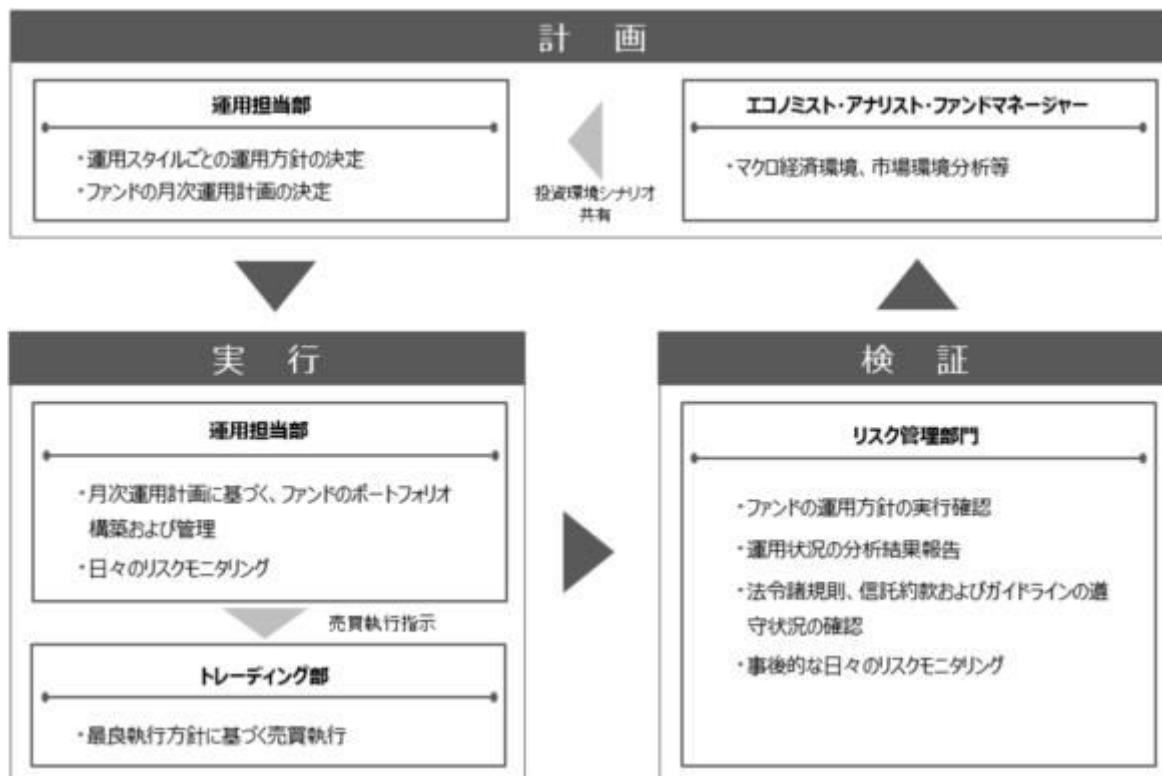 計　画
運用担当部
・運用スタイルごとの運用方針の決定
・ファンドの月次運用計画の決定
投資環境シナリオ
共有
エコノミスト・アナリスト・ファンドマネージャー
・マクロ経済環境、市場環境分析等
実　行
運用担当部
・月次運用計画に基づく、ファンドのポートフォリオ
構築および管理
・日々のリスクモニタリング
売買執行指示
トレーディング部
・最良執行方針に基づく売買執行
検　証
リスク管理部門
・ファンドの運用方針の実行確認
・運用状況の分析結果報告
・法令諸規則、信託約款およびガイドラインの遵
守状況の確認
・事後的な日々のリスクモニタリング